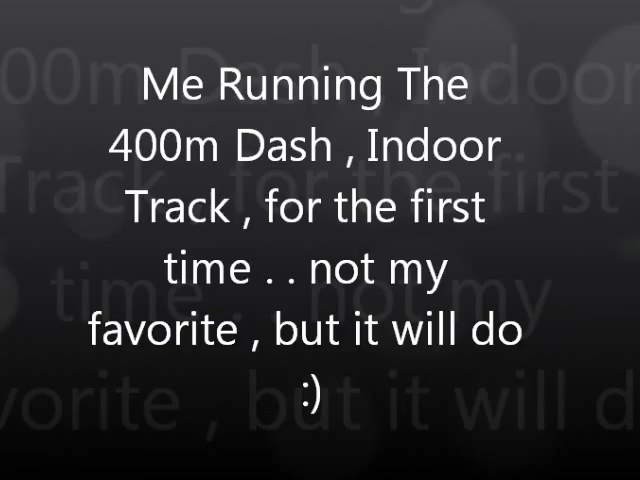 Me Running The
400m Dash , Indoor
Track , for the first
time . . not my
favorite , but it will do
:)